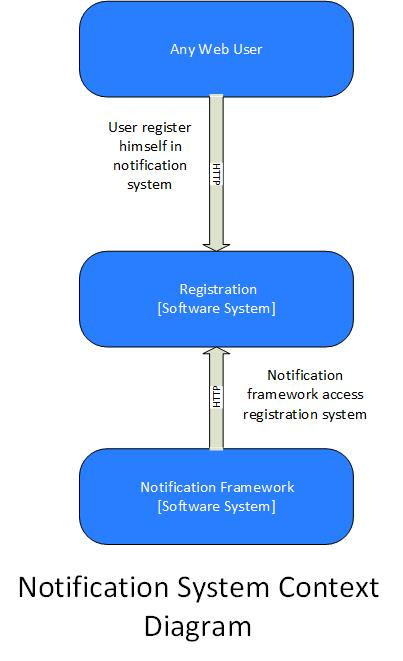 Any Web User
User register
himself in
notification
system
HTTP
Registration
[Software System]
HTTP
Notification
framework access
registration system
Notification Framework
[Software System]
Notification System Context
Diagram